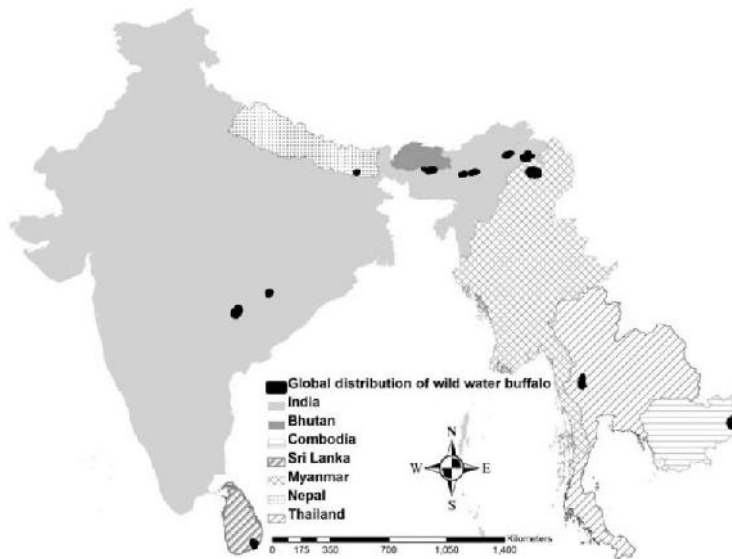 Global distribution of wild water buffalo
India
Bhutan
Combodia
Sri Lanka
Myanmar
Nepal
Thailand
N
W E
S
Kilometers
0 175 350 700 1,050 1,400